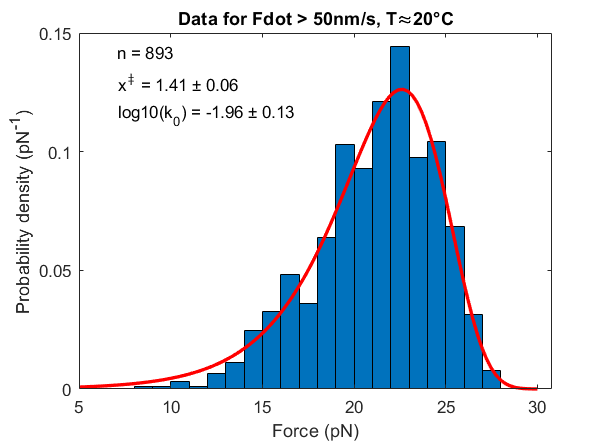 Data for Fdot > 50nm/s, T≈20°C
n = 893
x‡ = 1.41 ± 0.06
log10(k0) = -1.96 ± 0.13
Probability density (pN-1)
0.15
0.1
0.05
0
5 10 15 20 25 30
Force (pN)